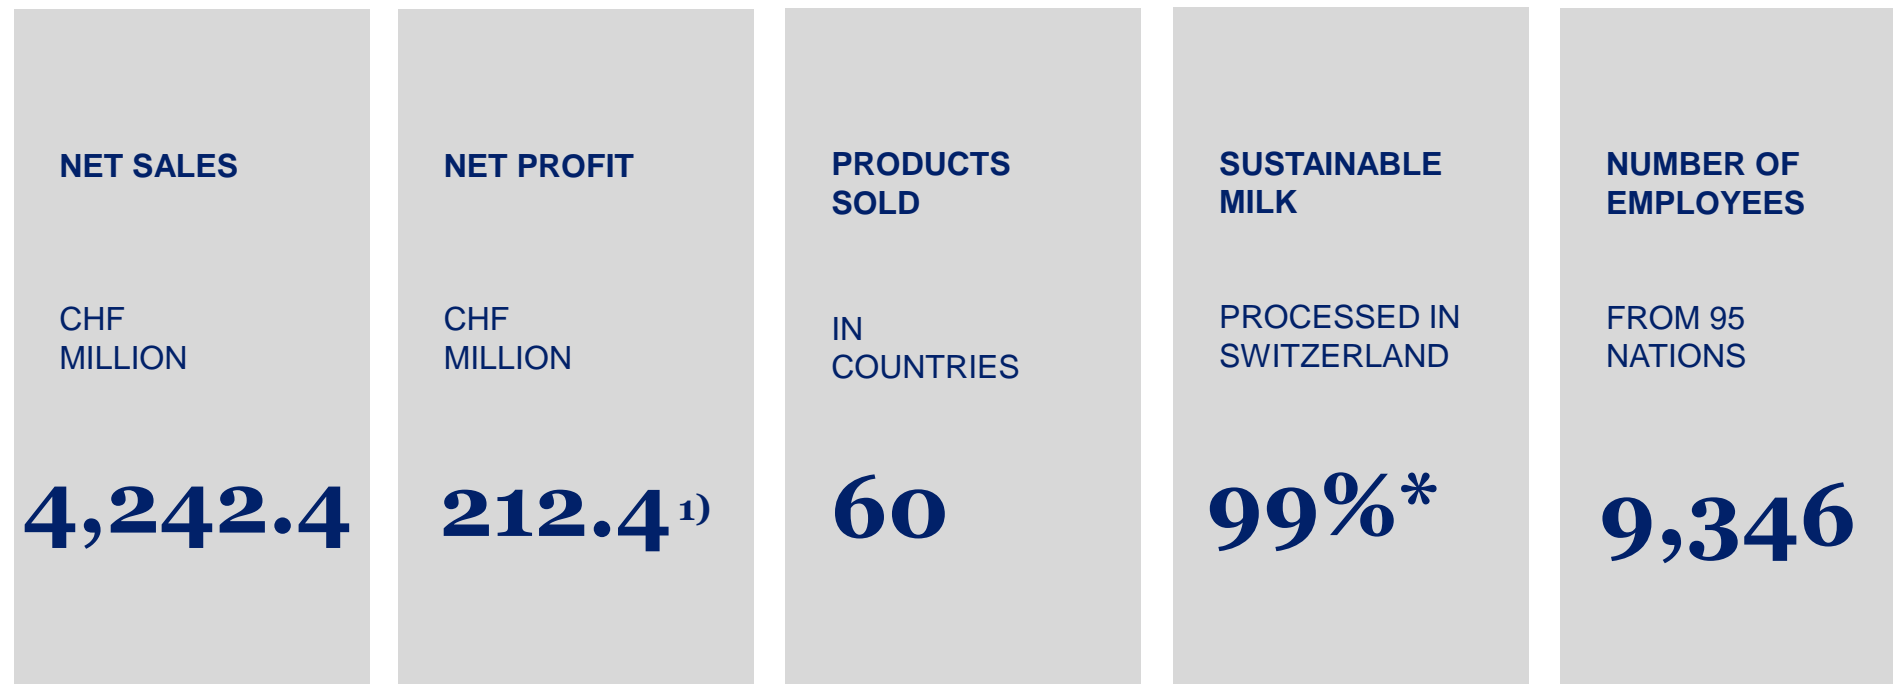 NET SALES
CHF
MILLION
4,242.4
NET PROFIT
CHF
MILLION
212.4 1)
PRODUCTS
SOLD
IN
COUNTRIES
60
SUSTAINABLE
MILK
PROCESSED IN
SWITZERLAND
99%*
NUMBER OF
EMPLOYEES
FROM 95
NATIONS
9,346